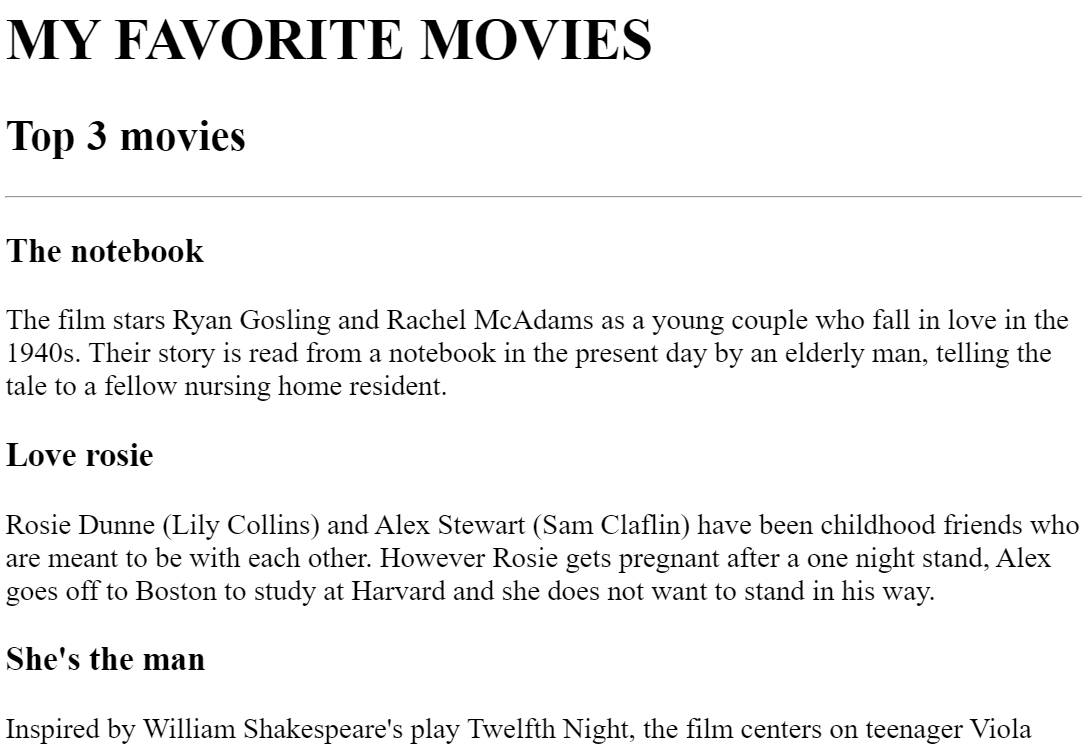 MY FAVORITE MOVIES
Top 3 movies
The notebook
The film stars Ryan Gosling and Rachel McAdams as a young couple who fall in love in the
1940s. Their story is read from a notebook in the present day by an elderly man, telling the
tale to a fellow nursing home resident.
Love rosie
Rosie Dunne (Lily Collins) and Alex Stewart (Sam Claflin) have been childhood friends who
are meant to be with each other. However Rosie gets pregnant after a one night stand, Alex
goes off to Boston to study at Harvard and she does not want to stand in his way.
She's the man
Inspired by William Shakespeare's play Twelfth Night, the film centers on teenager Viola